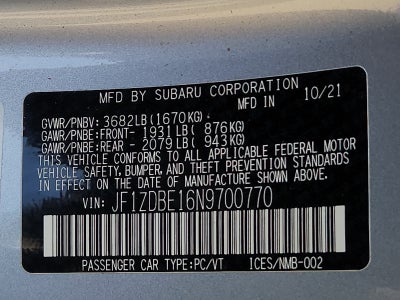 MFD BY SUBARU CORPORATION
MFD IN 10/21
GVWR/PNBV: 3682LB(1670KG)
GAWR/PNBE:FRONT- 1931LB( 876KG)
GAWR/PNBE:REAR - 2079LB( 943KG)
THIS VEHICLE CONFORMS TO ALL APPLICABLE FEDERAL MOTOR
VEHICLE SAFETY, BUMPER, AND THEFT PREVENTION STANDARDS
IN EFFECT ON THE DATE OF MANUFACTURE SHOWN ABOVE.
VIN: JF1ZDBE16N9700770
PASSENGER CAR TYPE:PC/VT ICES/NMB-002